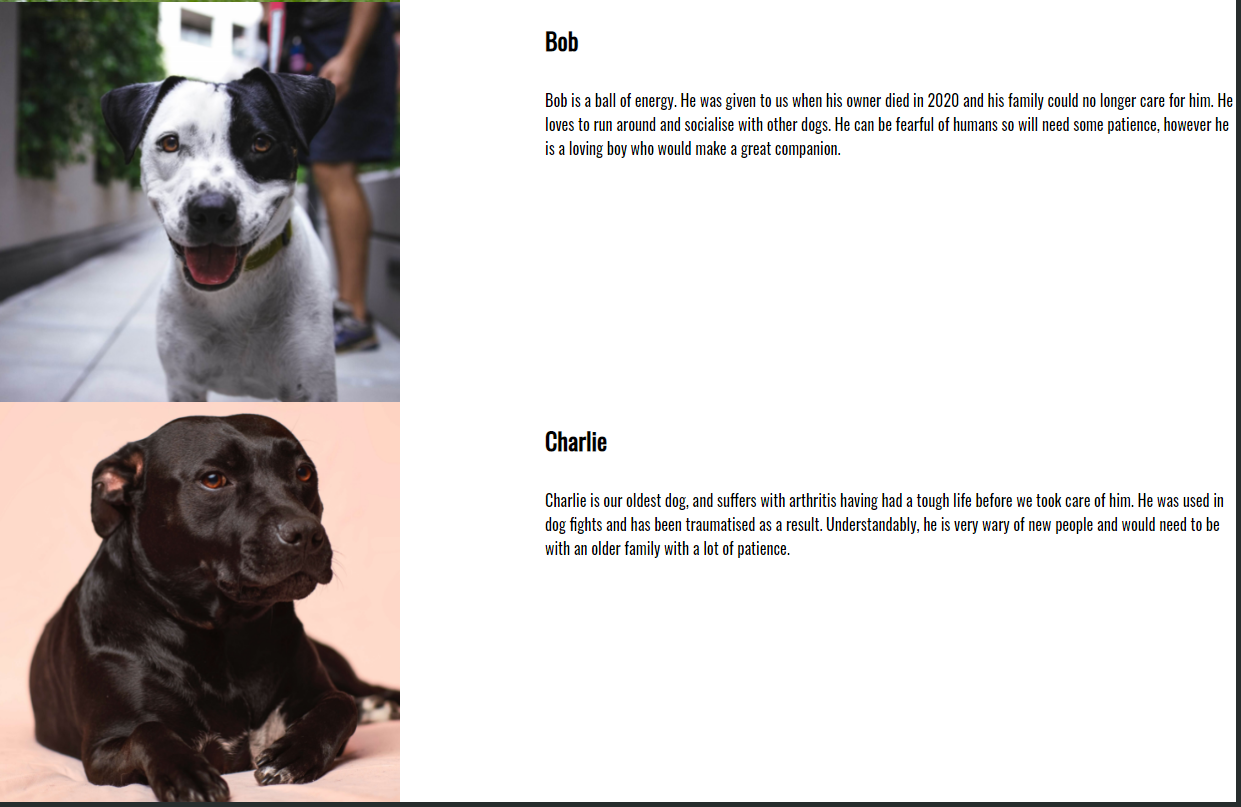 Bob
Bob is a ball of energy. He was given to us when his owner died in 2020 and his family could no longer care for him. He
loves to run around and socialise with other dogs. He can be fearful of humans so will need some patience, however he
is a loving boy who would make a great companion.
Charlie
Charlie is our oldest dog, and suffers with arthritis having had a tough life before we took care of him. He was used in
dog fights and has been traumatised as a result. Understandably, he is very wary of new people and would need to be
with an older family with a lot of patience.